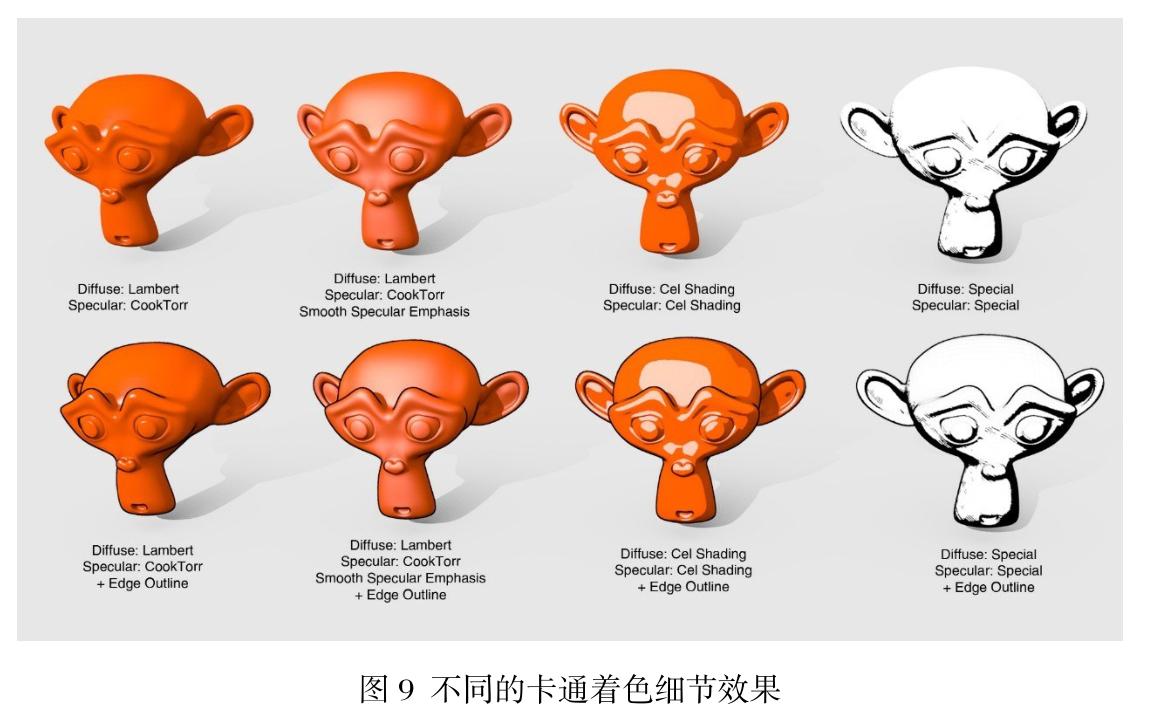 Diffuse: Lambert
Specular: CookTorr
Diffuse: Lambert
Specular: CookTorr
Smooth Specular Emphasis
Diffuse: Cel Shading
Specular: Cel Shading
Diffuse: Special
Specular: Special
Diffuse: Lambert
Specular: CookTorr
+ Edge Outline
Diffuse: Lambert
Specular: CookTorr
Smooth Specular Emphasis
+ Edge Outline
Diffuse: Cel Shading
Specular: Cel Shading
+ Edge Outline
Diffuse: Special
Specular: Special
+ Edge Outline
图 9 不同的卡通着色细节效果